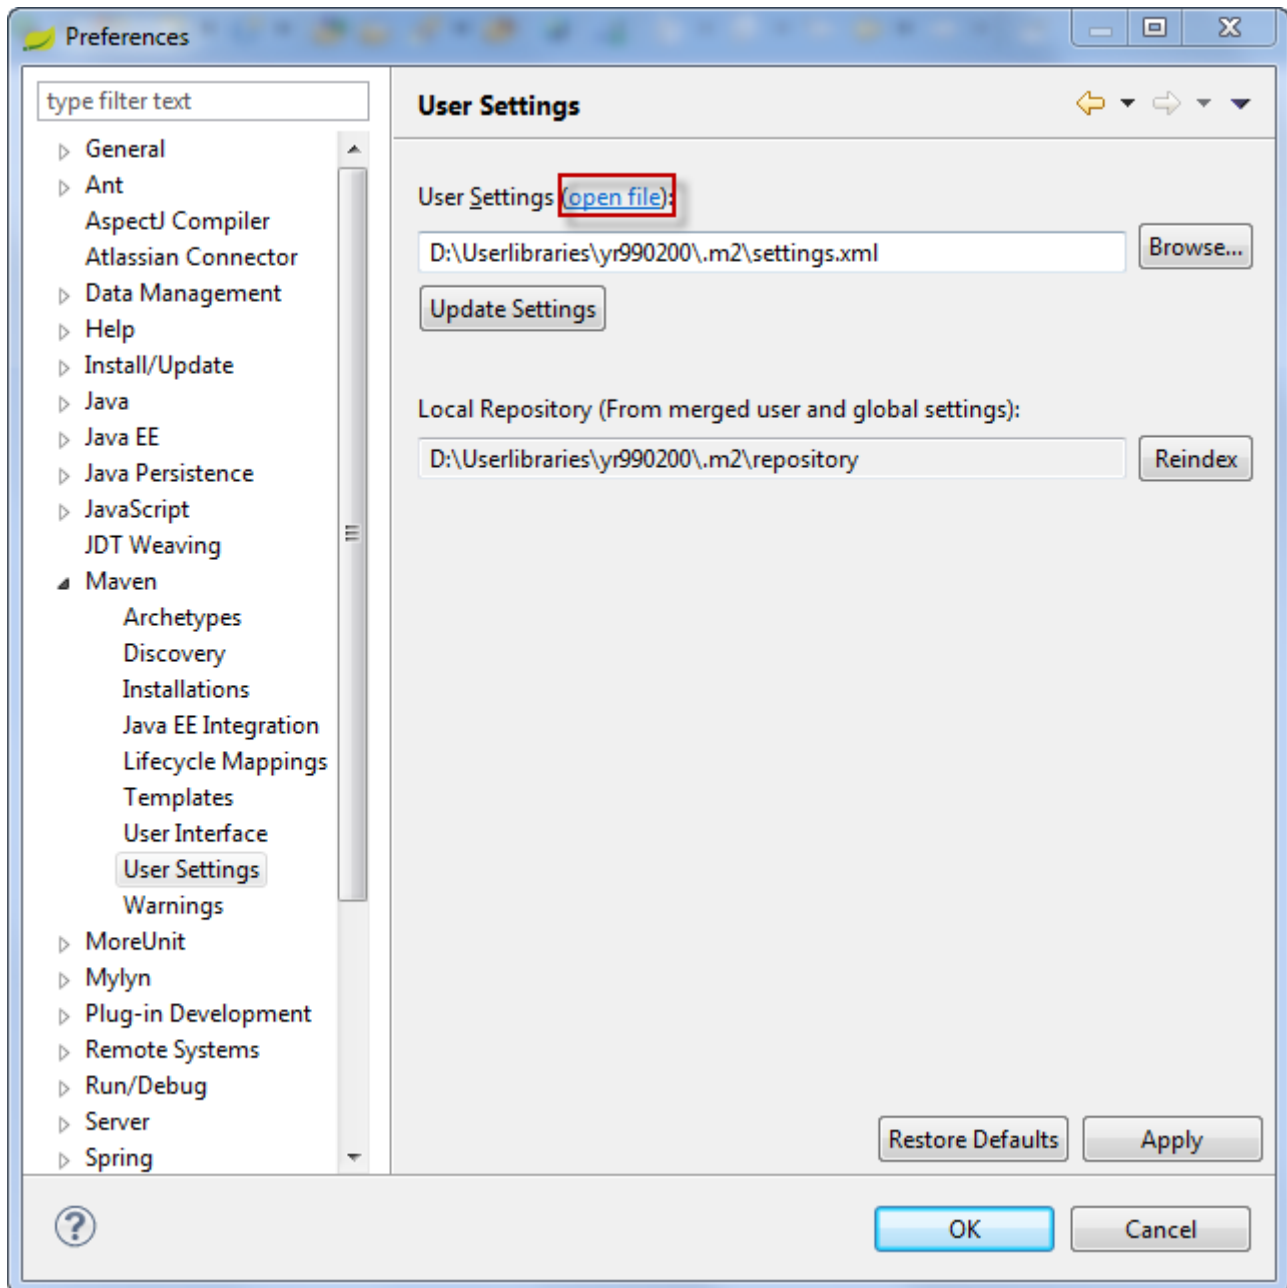 Preferences
type filter text
General
Ant
AspectJ Compiler
Atlassian Connector
Data Management
Help
Install/Update
Java
Java EE
Java Persistence
JavaScript
JDT Weaving
Maven
Archetypes
Discovery
Installations
Java EE Integration
Lifecycle Mappings
Templates
User Interface
User Settings
Warnings
MoreUnit
Mylyn
Plug-in Development
Remote Systems
Run/Debug
Server
Spring
User Settings
User Settings (open file):
D:\Userlibraries\yr990200\.m2\settings.xml
Browse...
Update Settings
Local Repository (From merged user and global settings):
D:\Userlibraries\yr990200\.m2\repository
Reindex
Restore Defaults
Apply
?
OK
Cancel